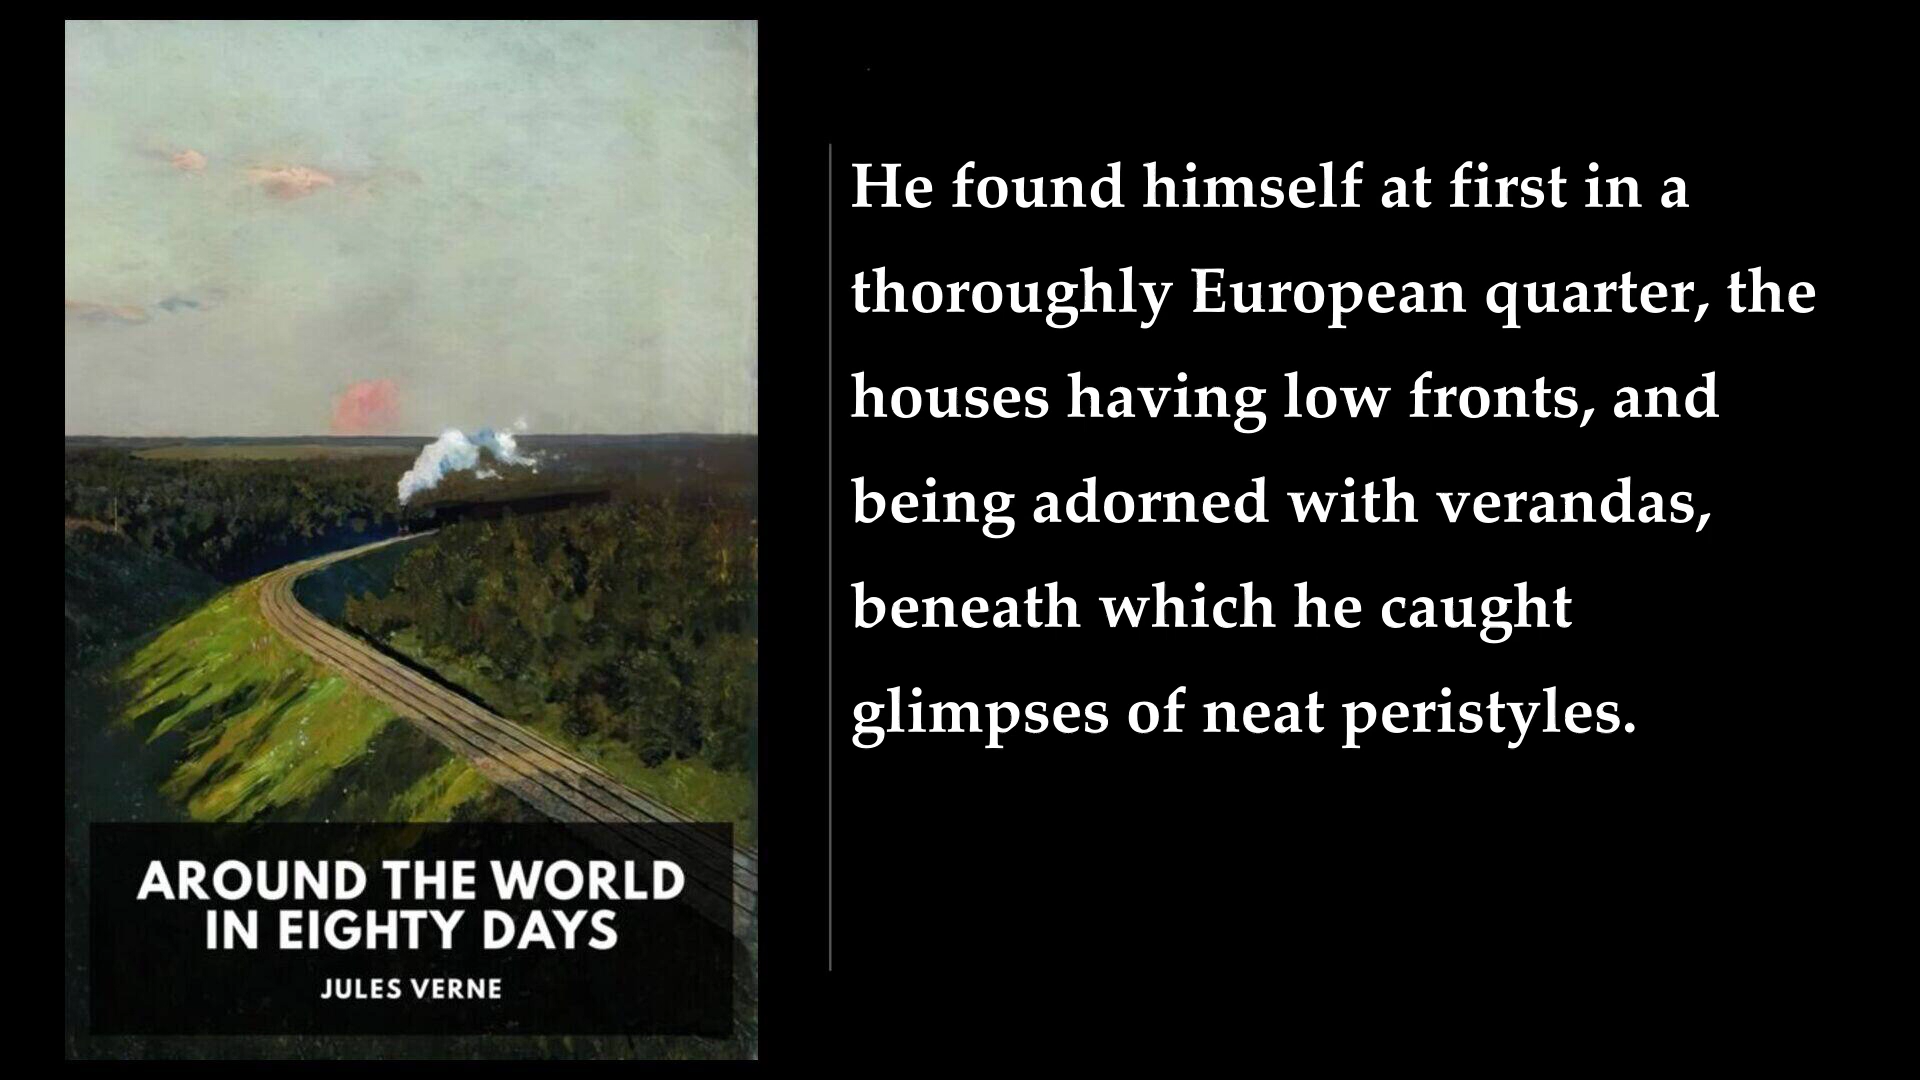 He found himself at first in a
thoroughly European quarter, the
houses having low fronts, and
being adorned with verandas,
beneath which he caught
glimpses of neat peristyles.
AROUND THE WORLD
IN EIGHTY DAYS
JULES VERNE